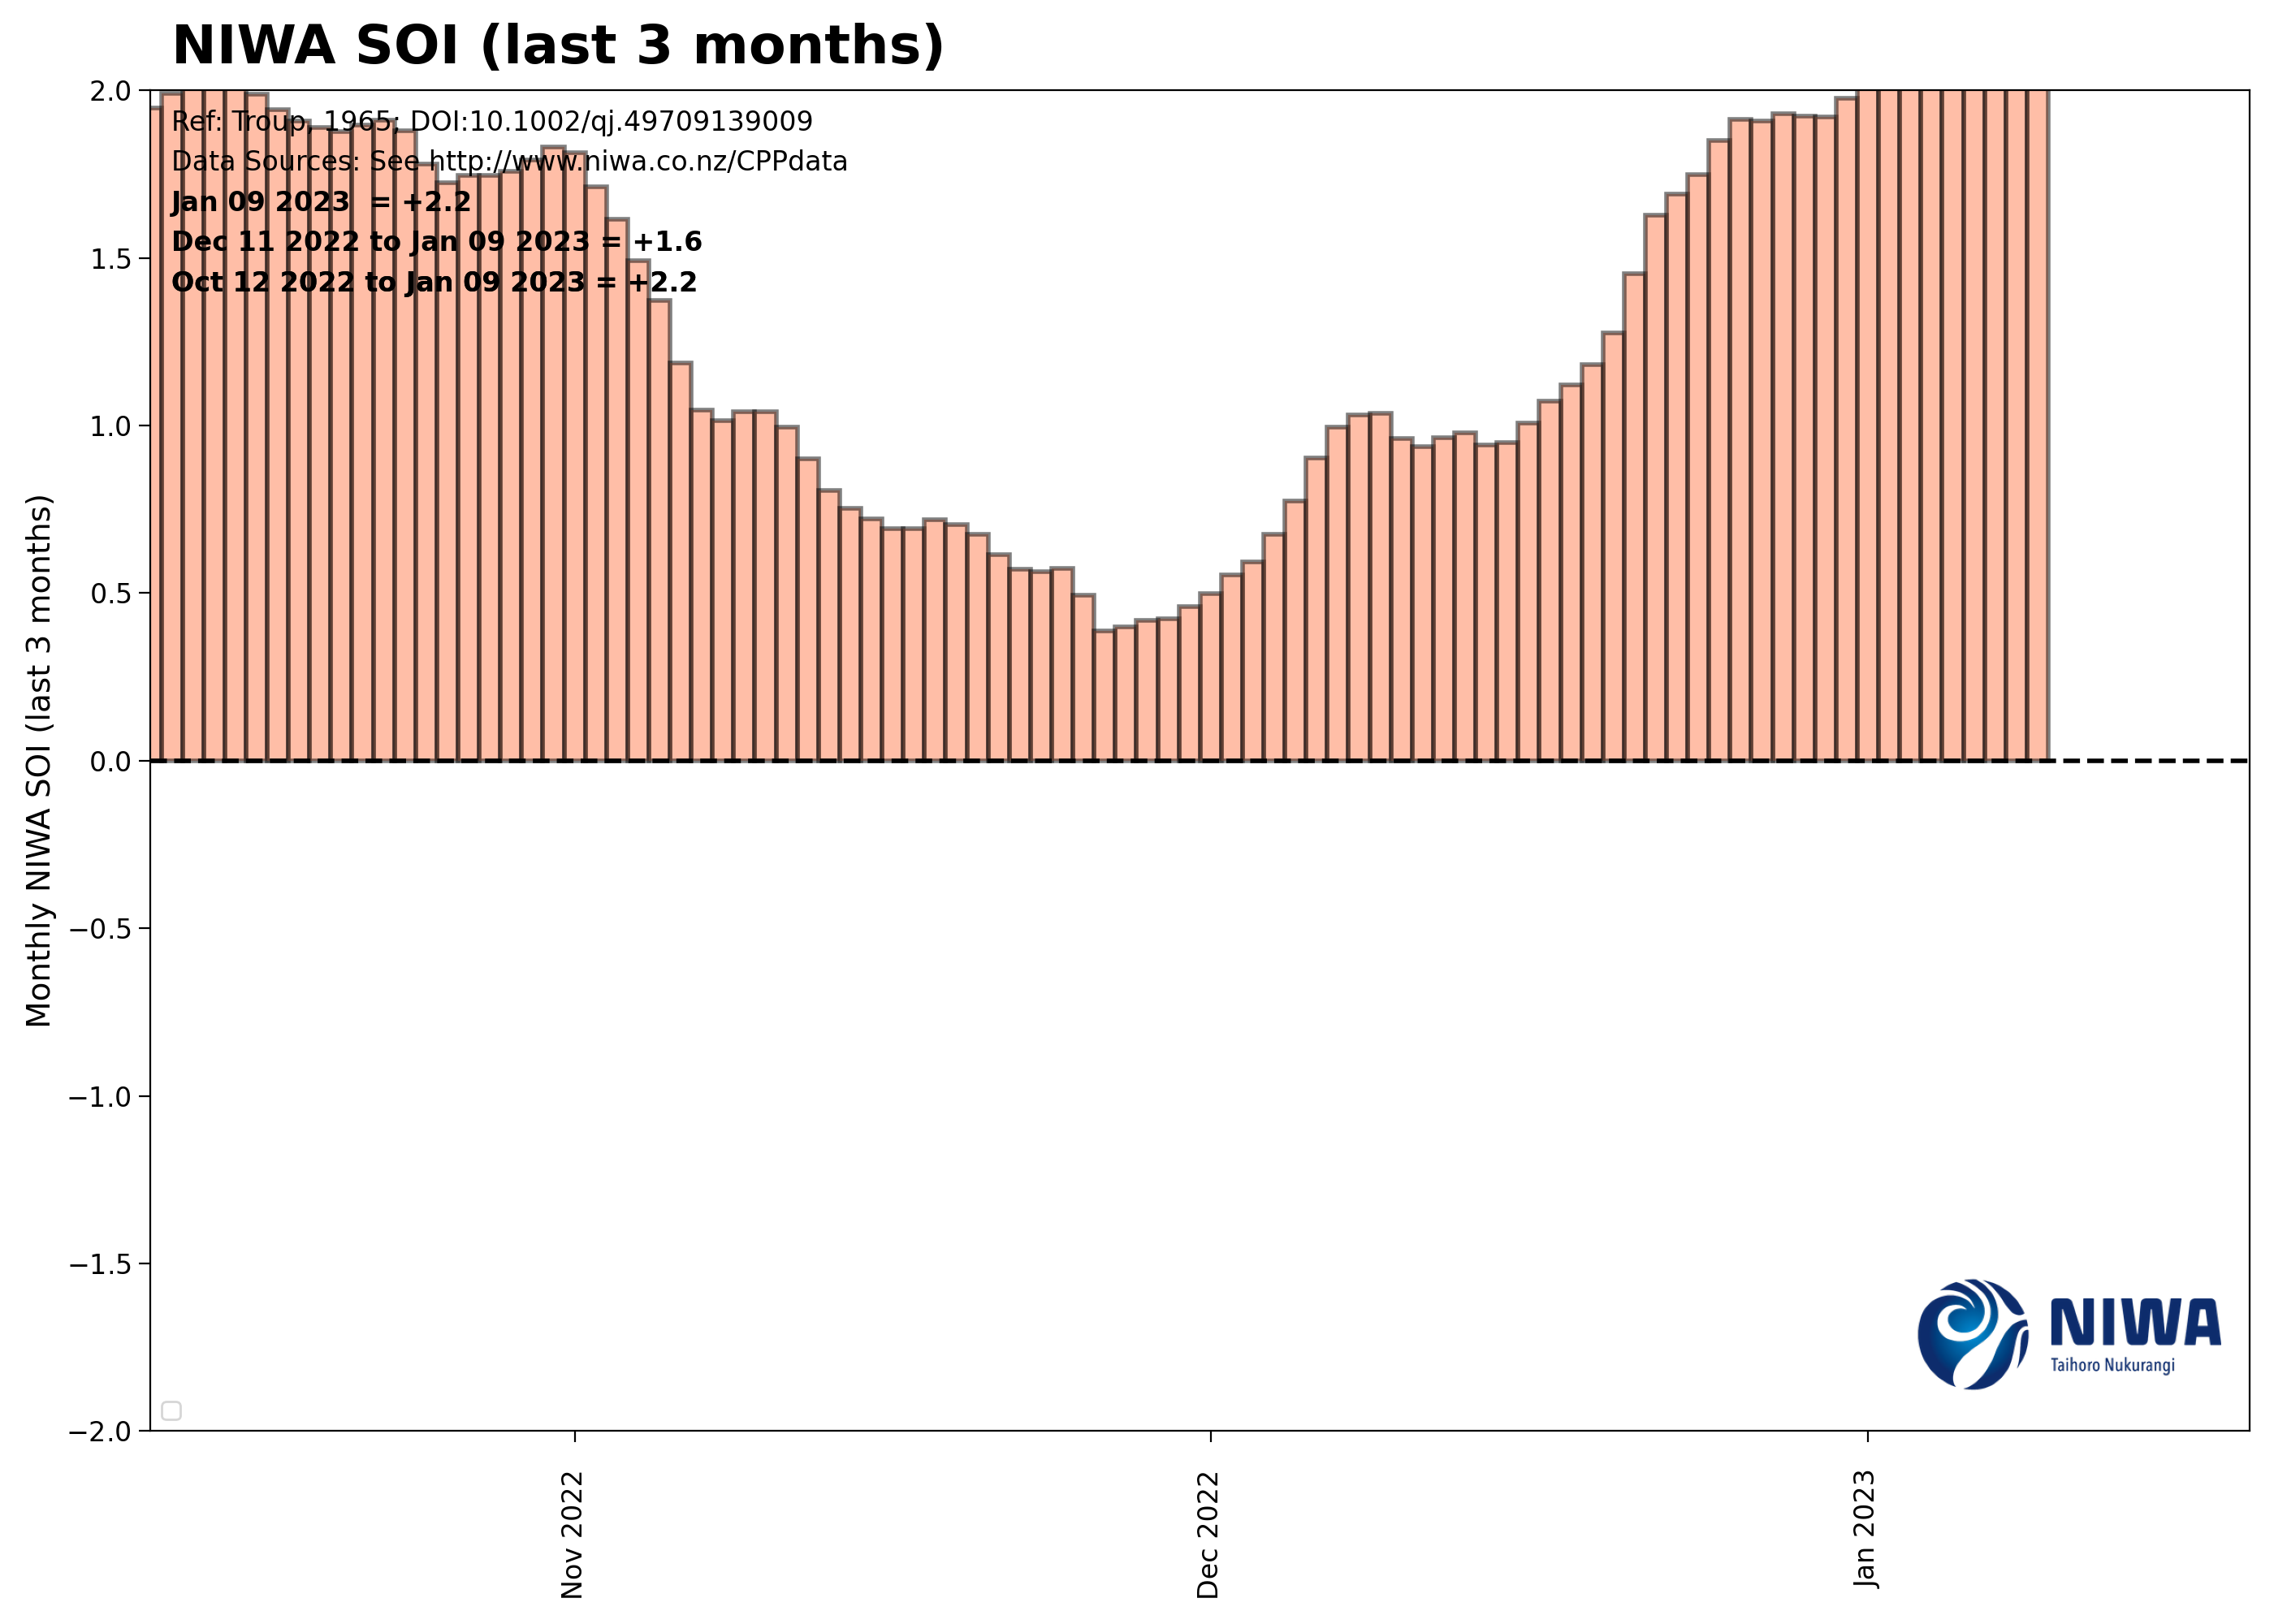 NIWA SOI (last 3 months)
Ref: Troup, 1965; DOI:10.1002/qj.49709139009
Data Sources: See http://www.niwa.co.nz/CPPdata
Jan 09 2023 = +2.2
Dec 11 2022 to Jan 09 2023 = +1.6
Oct 12 2022 to Jan 09 2023 = +2.2
Monthly NIWA SOI (last 3 months)
2.0
1.5
1.0
0.5
0.0
−0.5
−1.0
−1.5
−2.0
Nov 2022
Dec 2022
Jan 2023
NIWA
Taihoro Nukurangi